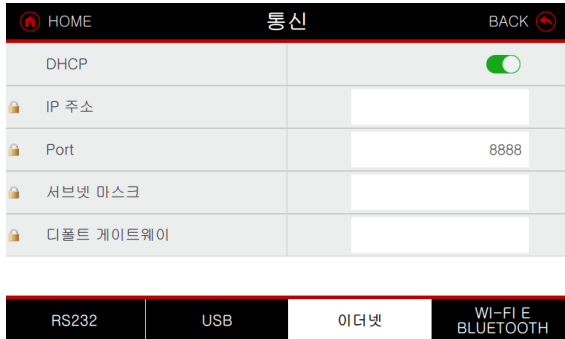 HOME 통신 BACK
DHCP
IP 주소
Port 8888
서브넷 마스크
디폴트 게이트웨이
RS232 USB 이더넷 WI-FI E
BLUETOOTH